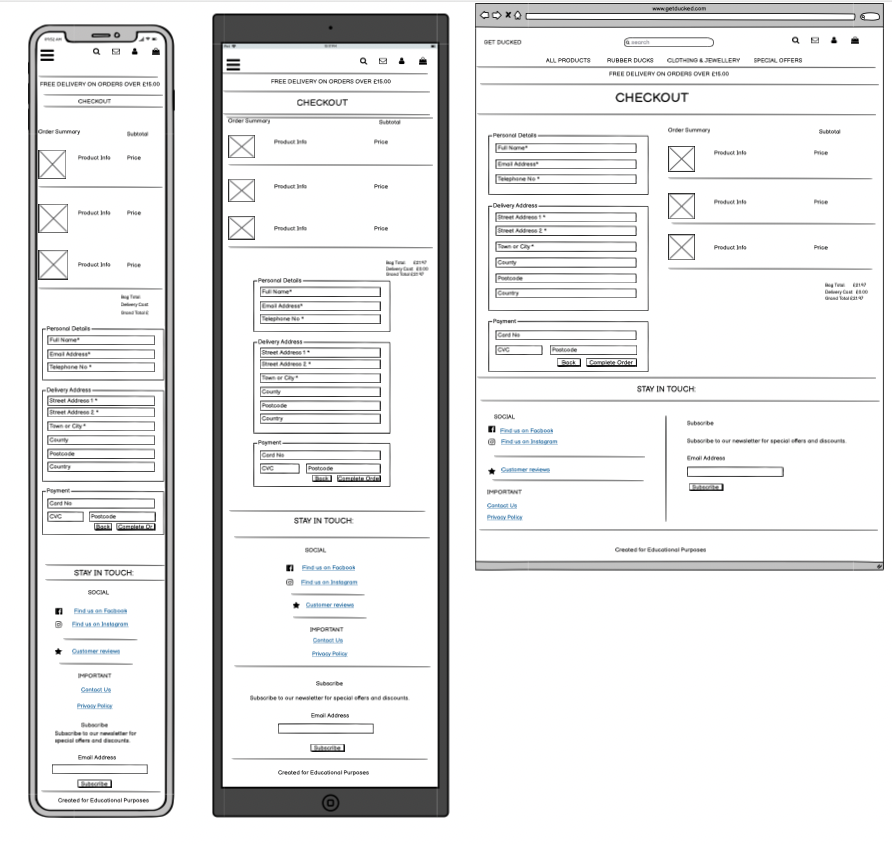 FREE DELIVERY ON ORDERS OVER £15.00
CHECKOUT
Order Summary
Subtotal
Product Info
Price
Product Info
Price
Product Info
Price
Bag Total:
Delivery Cost:
Grand Total £
Personal Details
Full Name*
Email Address*
Telephone No *
Delivery Address
Street Address 1 *
Street Address 2 *
Town or City *
County
Postcode
Country
Payment
Card No
CVC
Postcode
Back
Complete Or
STAY IN TOUCH:
SOCIAL
Find us on Facbook
Find us on Instagram
Customer reviews
IMPORTANT
Contact Us
Privacy Policy
Subscribe
Subscribe to our newsletter for
special offers and discounts.
Email Address
Subscribe
Created for Educational Purposes
FREE DELIVERY ON ORDERS OVER £15.00
CHECKOUT
Order Summary
Subtotal
Product Info
Price
Product Info
Price
Product Info
Price
Bag Total: £21.97
Delivery Cost £0.00
Grand Total £21.97
Personal Details
Full Name*
Email Address*
Telephone No *
Delivery Address
Street Address 1 *
Street Address 2 *
Town or City *
County
Postcode
Country
Payment
Card No
CVC
Postcode
Back
Complete Orde
STAY IN TOUCH:
SOCIAL
Find us on Facbook
Find us on Instagram
Customer reviews
IMPORTANT
Contact Us
Privacy Policy
Subscribe
Subscribe to our newsletter for special offers and discounts.
Email Address
Subscribe
Created for Educational Purposes
www.getducked.com
GET DUCKED
search
ALL PRODUCTS RUBBER DUCKS CLOTHING & JEWELLERY SPECIAL OFFERS
FREE DELIVERY ON ORDERS OVER £15.00
CHECKOUT
Personal Details
Full Name*
Email Address*
Telephone No *
Delivery Address
Street Address 1 *
Street Address 2 *
Town or City *
County
Postcode
Country
Payment
Card No
CVC
Postcode
Back
Complete Order
Order Summary
Subtotal
Product Info
Price
Product Info
Price
Product Info
Price
Bag Total: £21.97
Delivery Cost £0.00
Grand Total £21.97
STAY IN TOUCH:
SOCIAL
Find us on Facbook
Find us on Instagram
Customer reviews
IMPORTANT
Contact Us
Privacy Policy
Subscribe
Subscribe to our newsletter for special offers and discounts.
Email Address
Subscribe
Created for Educational Purposes